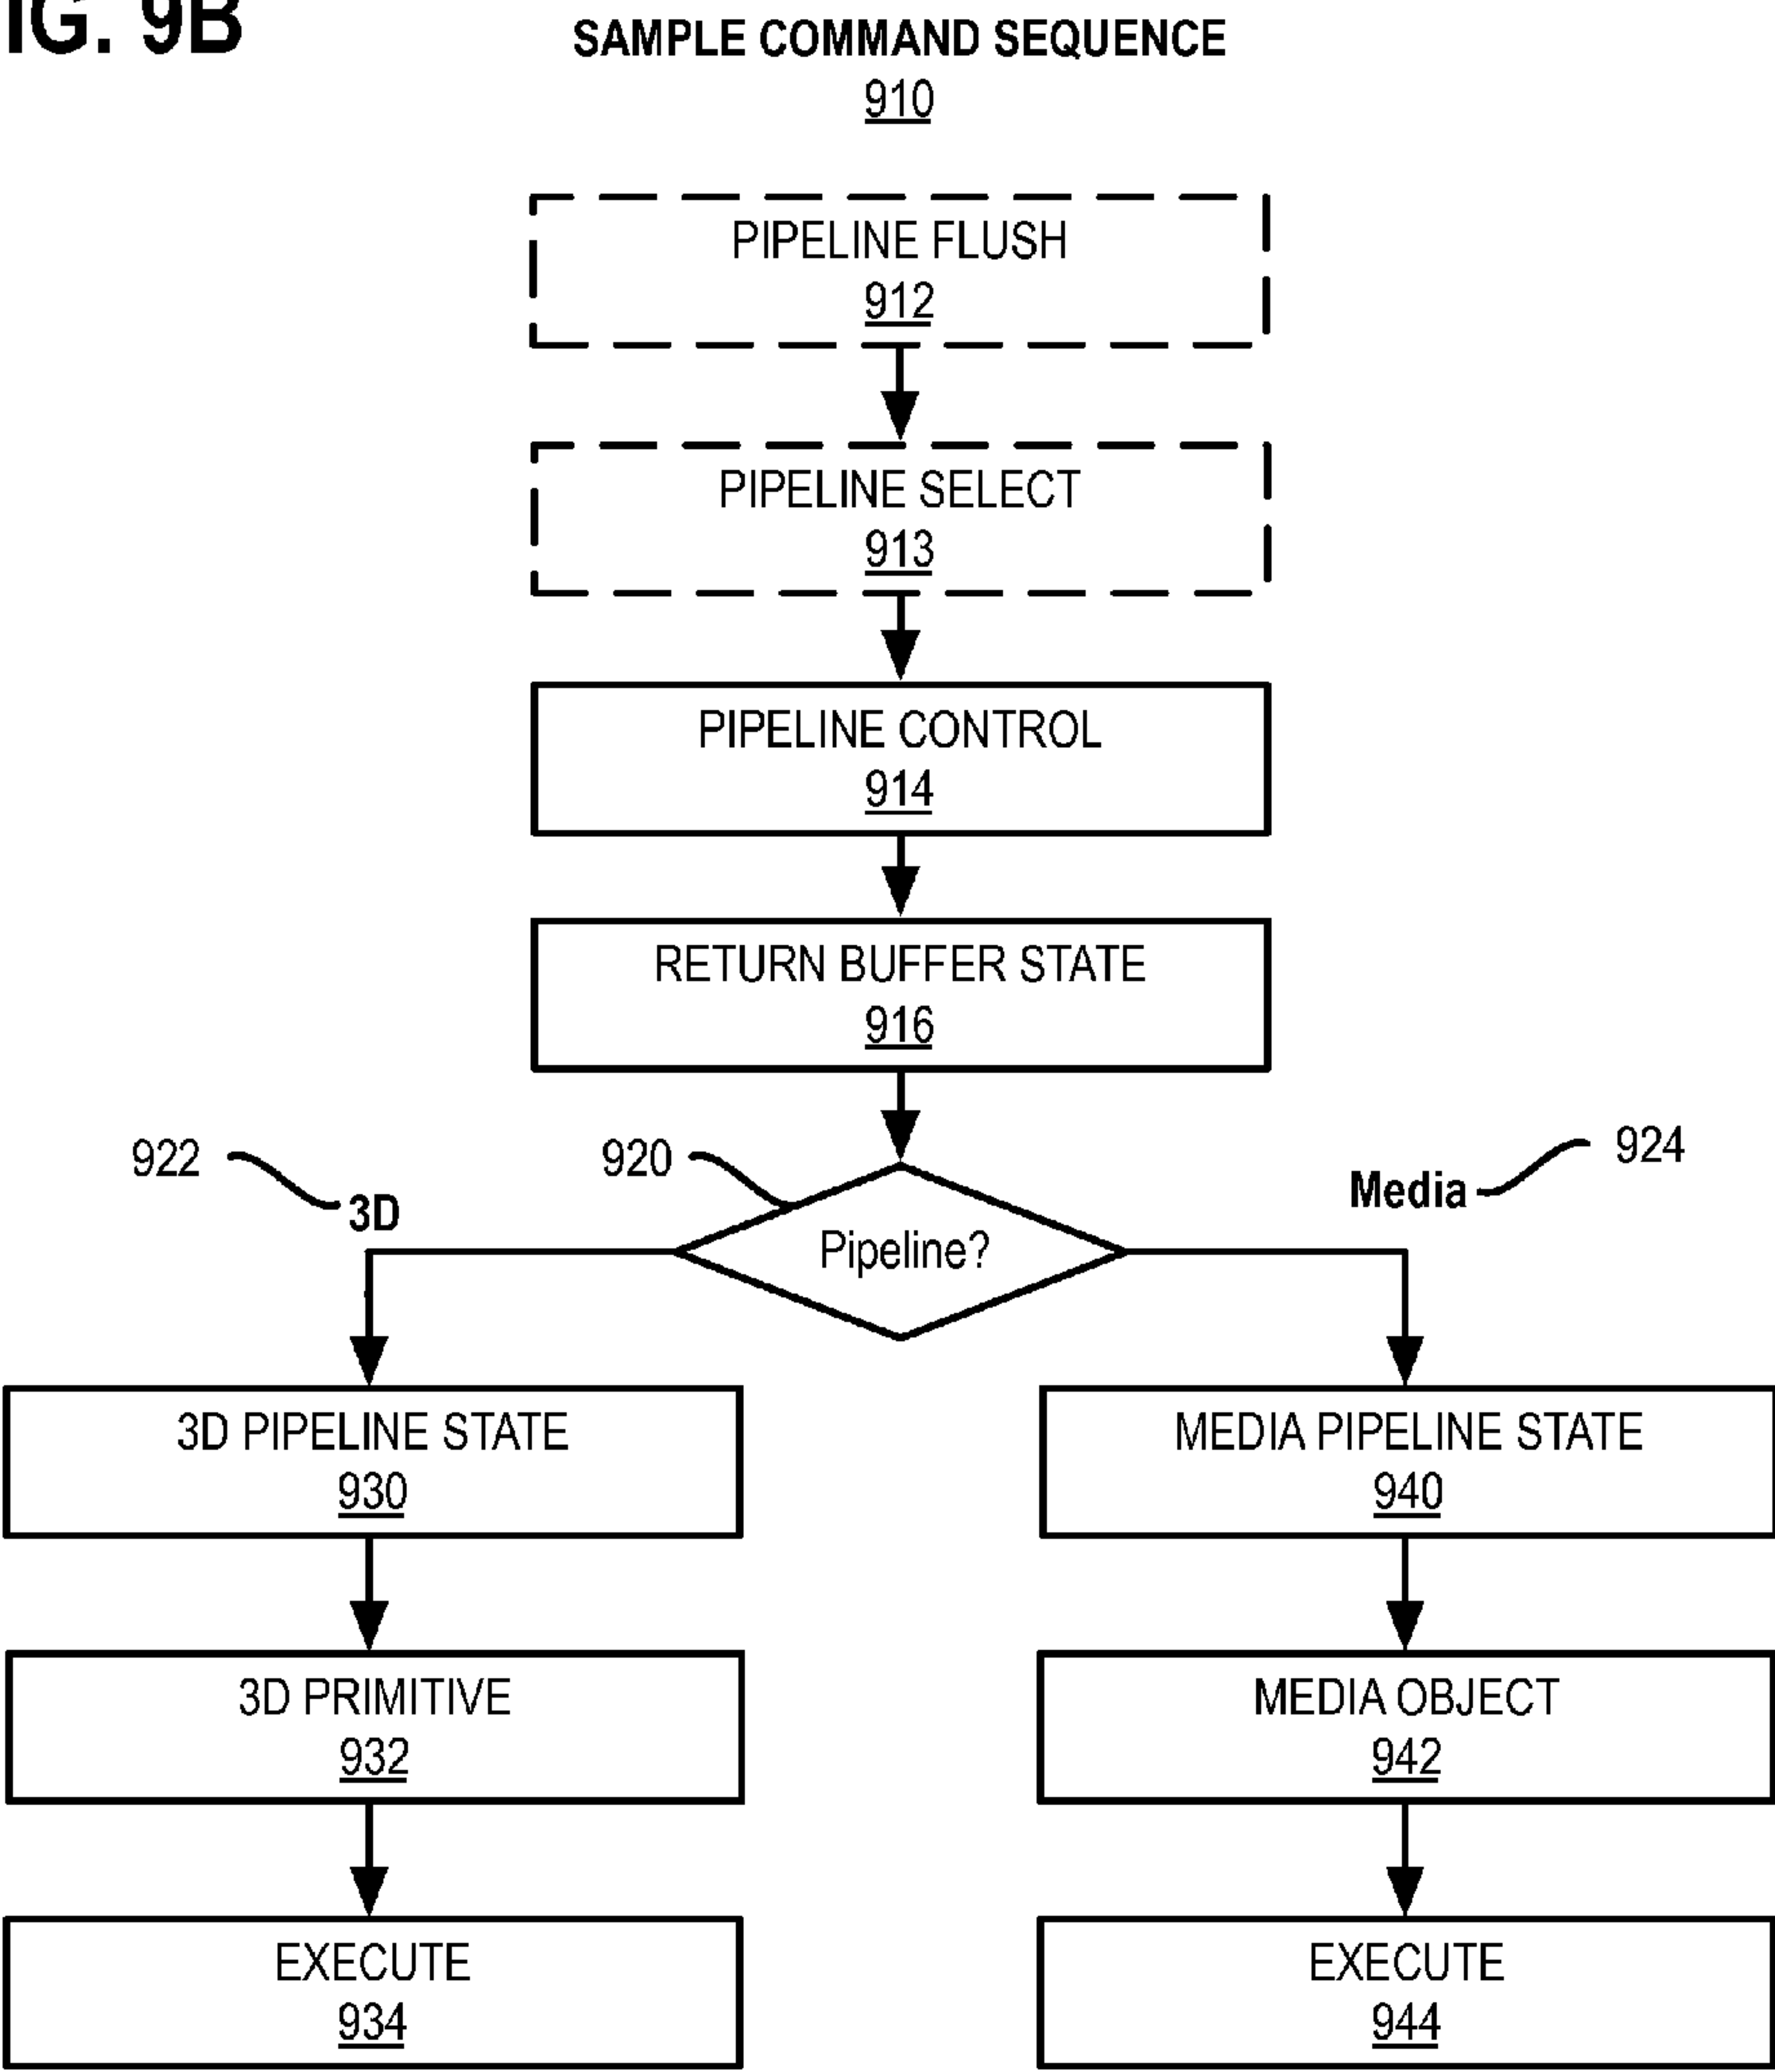 IG. 9B
SAMPLE COMMAND SEQUENCE
910
PIPELINE FLUSH
912
PIPELINE SELECT
913
PIPELINE CONTROL
914
RETURN BUFFER STATE
916
922
3D
920
Pipeline?
Media
924
3D PIPELINE STATE
930
MEDIA PIPELINE STATE
940
3D PRIMITIVE
932
MEDIA OBJECT
942
EXECUTE
934
EXECUTE
944